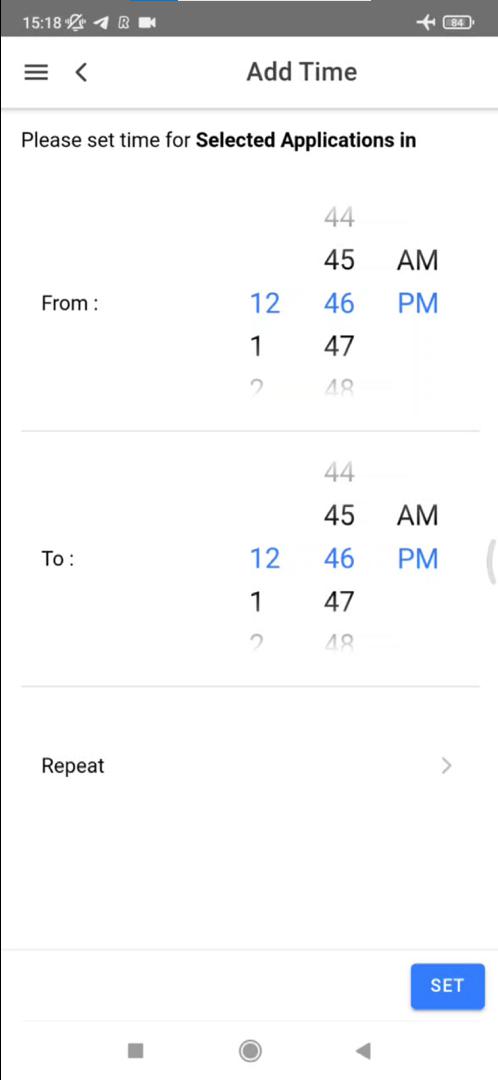 15:18 84
Add Time
Please set time for Selected Applications in
44
45 AM
From : 12 46 PM
1 47
2 48
44
45 AM
To : 12 46 PM
1 47
2 48
Repeat
SET